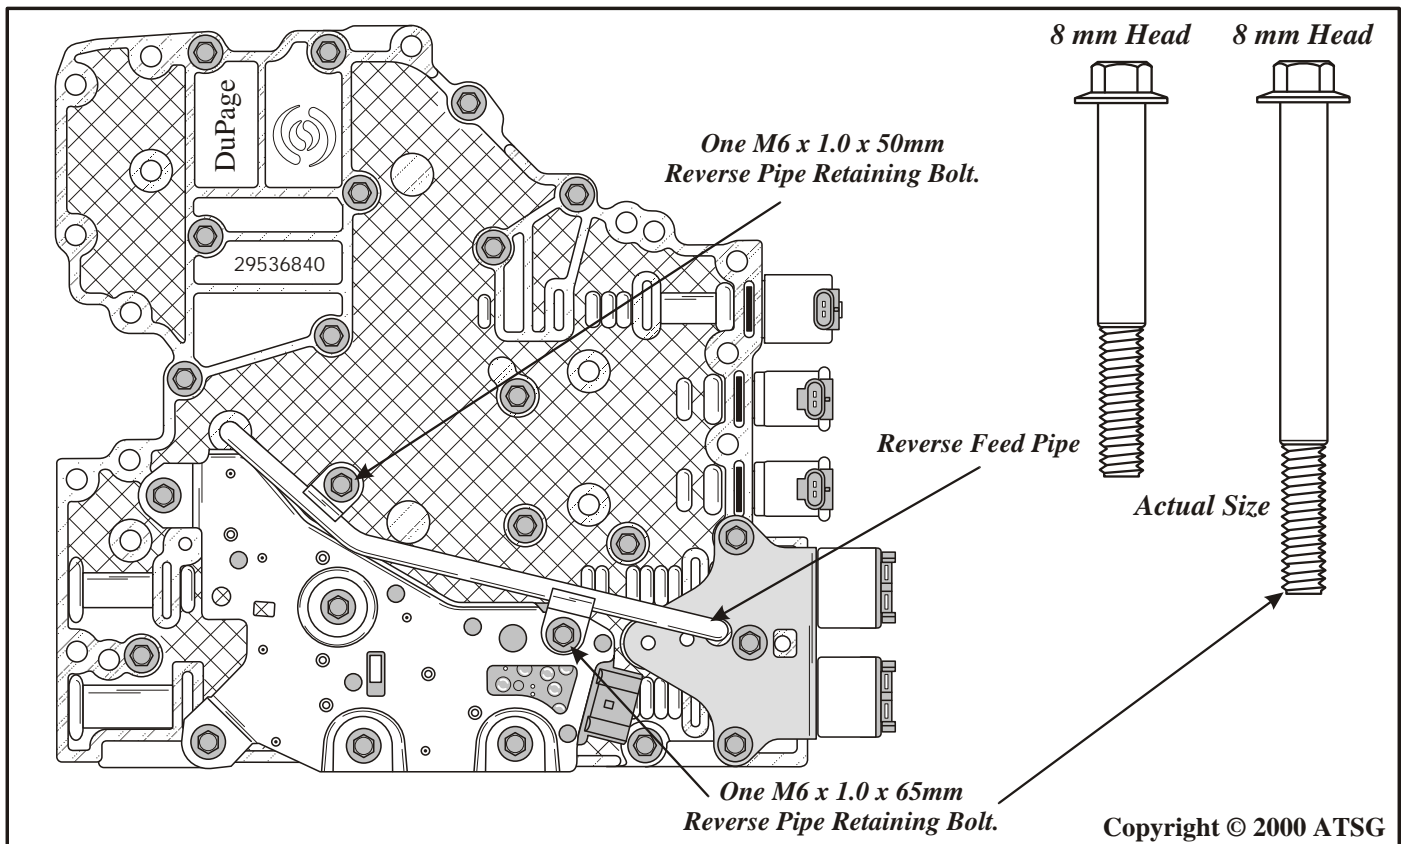 8 mm Head
8 mm Head
One M6 x 1.0 x 50mm
Reverse Pipe Retaining Bolt.
DuPage
29536840
Reverse Feed Pipe
Actual Size
One M6 x 1.0 x 65mm
Reverse Pipe Retaining Bolt.
Copyright © 2000 ATSG